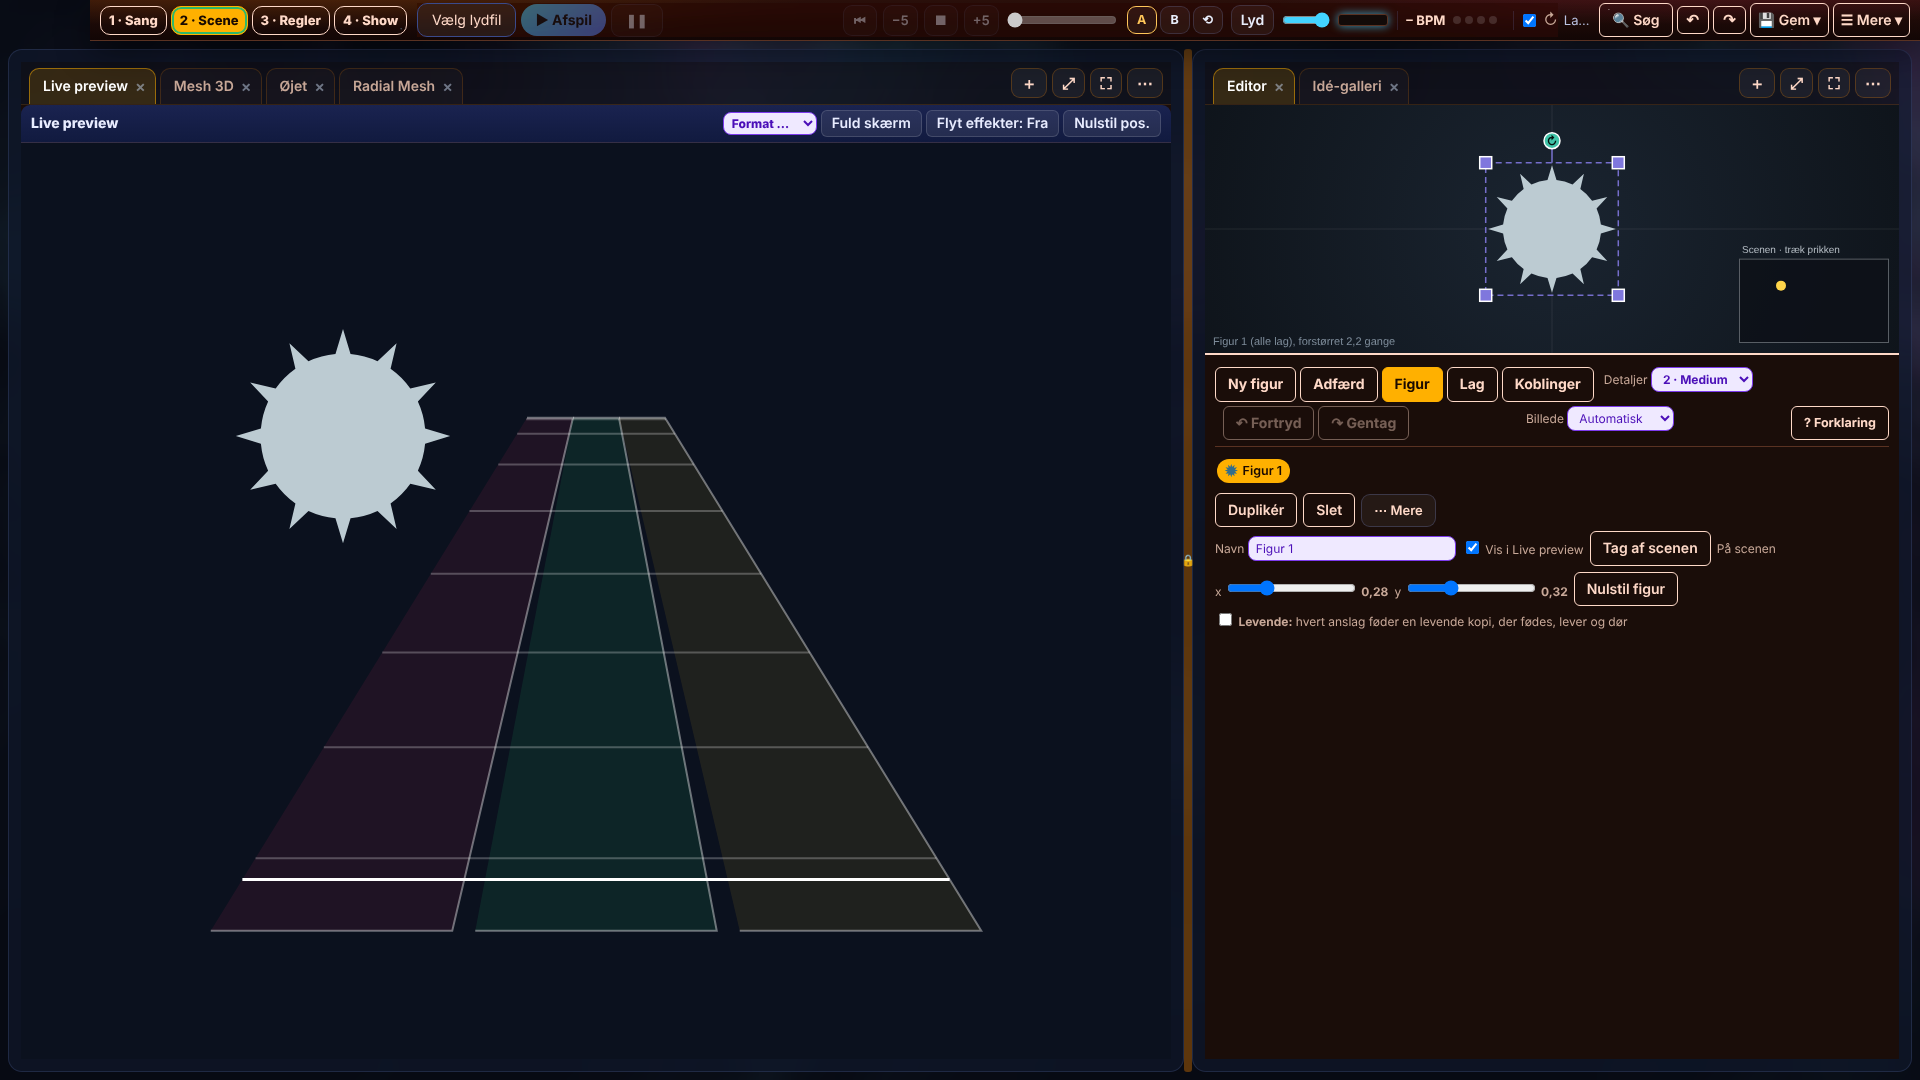 1 · Sang 2 · Scene 3 · Regler 4 · Show Vælg lydfil ▶ Afspil ❚❚ ⏮ −5 ■ +5 A B ⟲ Lyd – BPM ↻ La... 🔍 Søg ↶ ↷ 💾 Gem ▾ ☰ Mere ▾
Live preview × Mesh 3D × Øjet × Radial Mesh × + ⤢ ⛶ ···
Live preview Format ... Fuld skærm Flyt effekter: Fra Nulstil pos.
Editor × Idé-galleri × + ⤢ ⛶ ···
Scenen · træk prikken
Figur 1 (alle lag), forstørret 2,2 gange
Ny figur Adfærd Figur Lag Koblinger Detaljer 2 · Medium
↶ Fortryd ↷ Gentag Billede Automatisk ? Forklaring
Figur 1
Duplikér Slet ··· Mere
Navn Figur 1 Vis i Live preview Tag af scenen På scenen
x 0,28 y 0,32 Nulstil figur
Levende: hvert anslag føder en levende kopi, der fødes, lever og dør